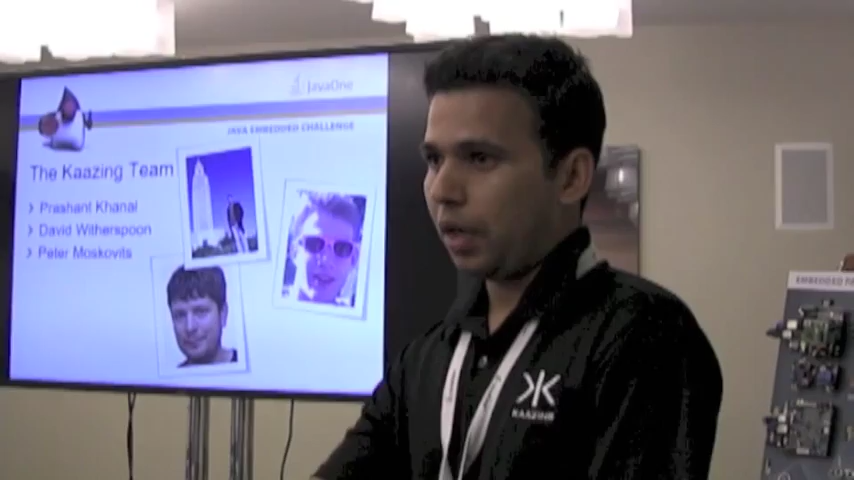 JavaOne
JAVA EMBEDDED CHALLENGE
The Kaazing Team
Prashant Khanal
David Witherspoon
Peter Moskovits
KAAZING